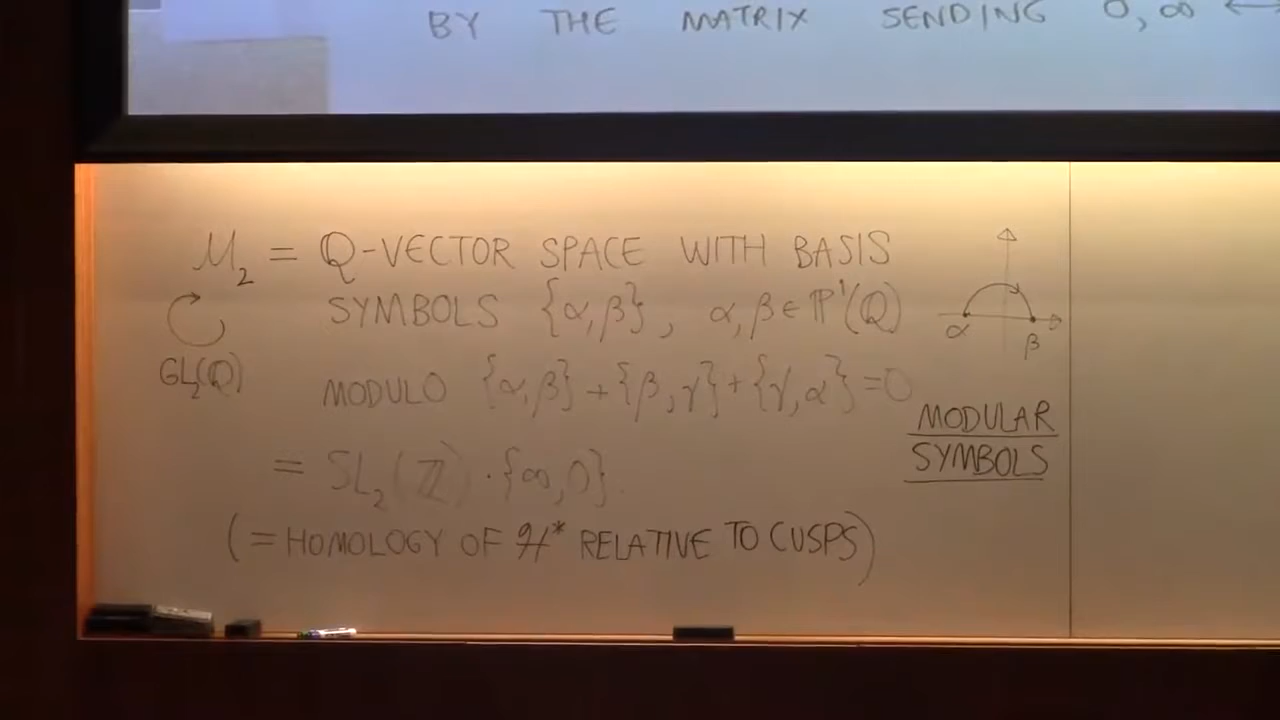 BY THE MATRIX SENDING 0, ∞ ↔
M₂ = Q-VECTOR SPACE WITH BASIS
SYMBOLS {α,β}, α,β ∈ ℙ¹(Q)
GL₂(Q)
MODULO {α,β} + {β,γ} + {γ,α} = 0
= SL₂(ℤ) · {∞,0}.
(= HOMOLOGY OF ℋ* RELATIVE TO CUSPS)
α
β
MODULAR
SYMBOLS